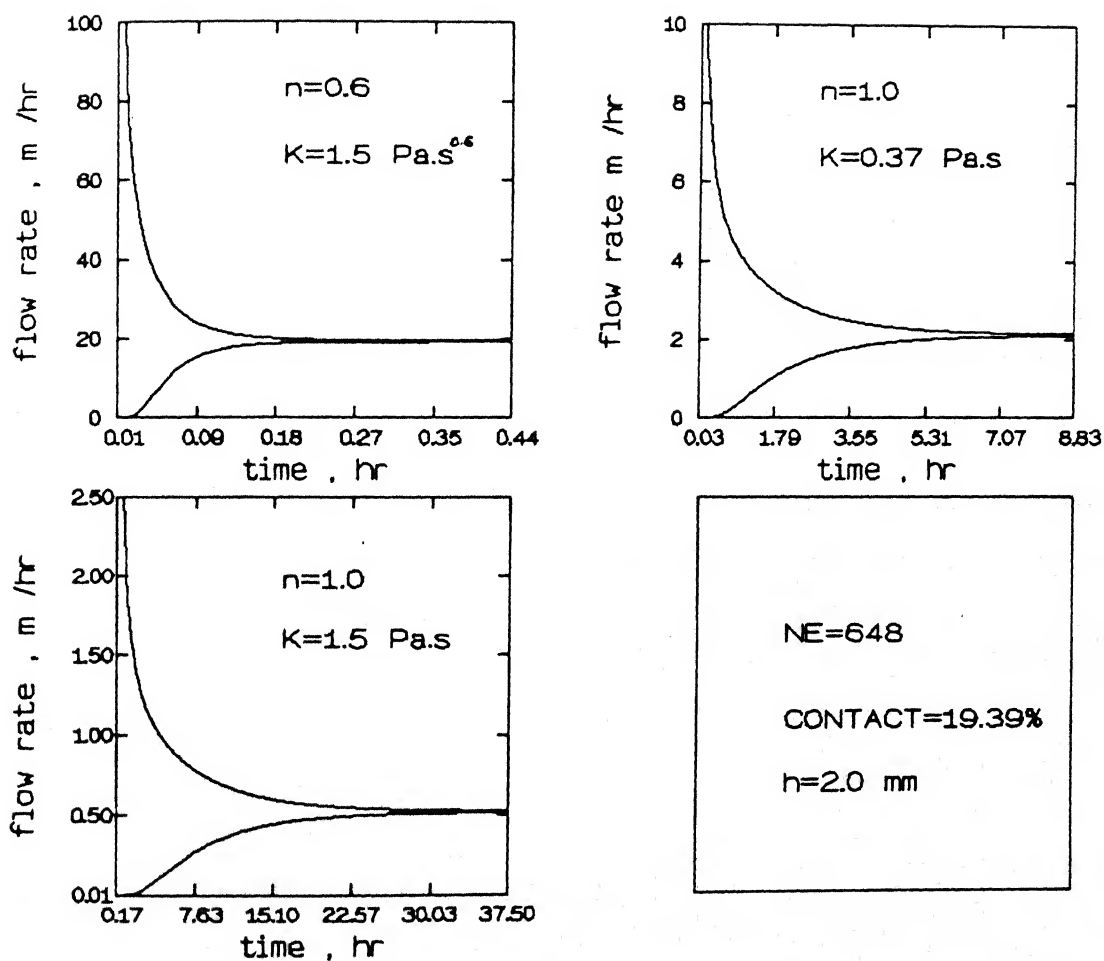 100
80
60
40
20
0
flow rate , m /hr
n=0.6
K=1.5 Pa.s^0.6
0.01 0.09 0.18 0.27 0.35 0.44
time , hr
10
8
6
4
2
0
flow rate m /hr
n=1.0
K=0.37 Pa.s
0.03 1.79 3.55 5.31 7.07 8.83
time , hr
2.50
2.00
1.50
1.00
0.50
0.01
flow rate , m /hr
n=1.0
K=1.5 Pa.s
0.17 7.63 15.10 22.57 30.03 37.50
time , hr
NE=648
CONTACT=19.39%
h=2.0 mm